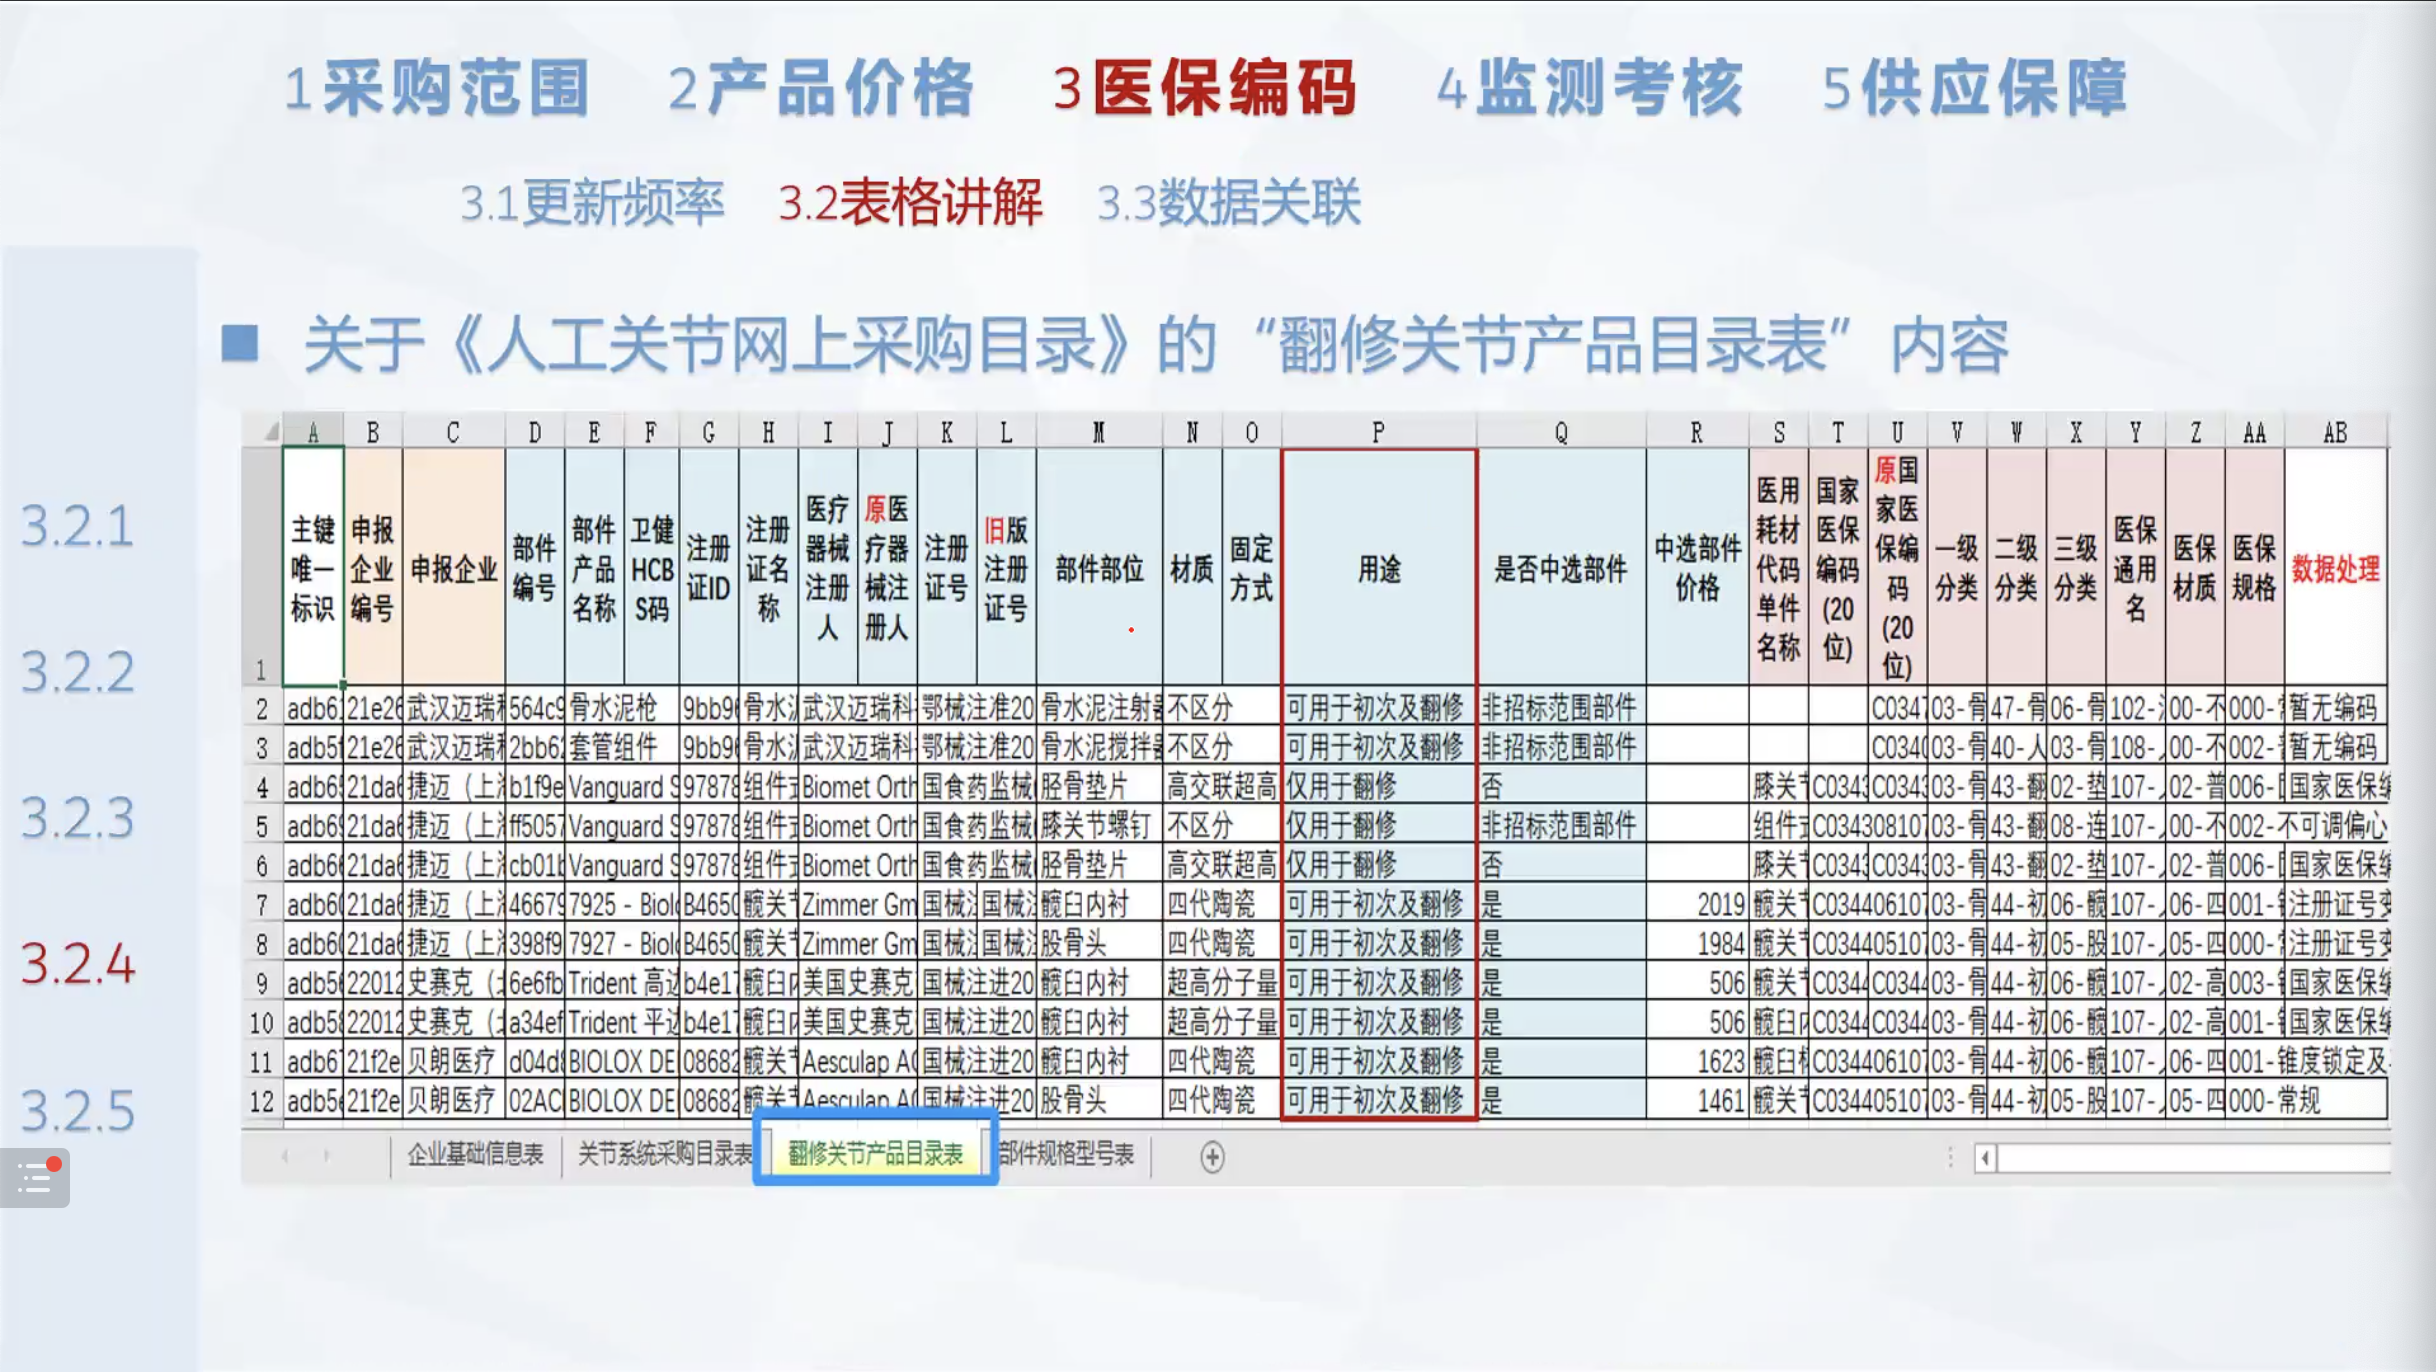 1采购范围 2产品价格 3医保编码 4监测考核 5供应保障
3.1更新频率 3.2表格讲解 3.3数据关联
3.2.1
3.2.2
3.2.3
3.2.4
3.2.5
■ 关于《人工关节网上采购目录》的“翻修关节产品目录表”内容
A B C D E F G H I J K L M N O P Q R S T U V W X Y Z AA AB
1 主键唯一标识 申报企业编号 申报企业 部件编号 部件产品名称 卫健HCBS码 注册证ID 注册证名称 医疗器械注册人 原医疗器械注册人 注册证号 旧版注册证号 部件部位 材质 固定方式 用途 是否中选部件 中选部件价格 医用耗材代码单件名称 国家医保编码(20位) 原国家医保编码(20位) 一级分类 二级分类 三级分类 医保通用名 医保材质 医保规格 数据处理
2 adb6 21e26 武汉迈瑞 564c9 骨水泥枪 9bb96 骨水 武汉迈瑞科 鄂械注准20 骨水泥注射 不区分 可用于初次及翻修 非招标范围部件 C034 03-骨 47-骨 06-骨 102- 00-不 000- 暂无编码
3 adb5 21e26 武汉迈瑞 2bb6 套管组件 9bb96 骨水 武汉迈瑞科 鄂械注准20 骨水泥搅拌 不区分 可用于初次及翻修 非招标范围部件 C034 03-骨 40-人 03-骨 108- 00-不 002- 暂无编码
4 adb6 21da6 捷迈（上 b1f9e Vanguard S 97878 组件 Biomet Orth 国食药监械 胫骨垫片 高交联超高 仅用于翻修 否 膝关 C034 C034 03-骨 43-翻 02-垫 107- 02-普 006- 国家医保编
5 adb6 21da6 捷迈（上 ff5057 Vanguard S 97878 组件 Biomet Orth 国食药监械 膝关节螺钉 不区分 仅用于翻修 非招标范围部件 组件 C03430810 03-骨 43-翻 08-连 107- 00-不 002-不可调偏心
6 adb6 21da6 捷迈（上 cb01 Vanguard S 97878 组件 Biomet Orth 国食药监械 胫骨垫片 高交联超高 仅用于翻修 否 膝关 C034 C034 03-骨 43-翻 02-垫 107- 02-普 006- 国家医保编
7 adb6 21da6 捷迈（上 46679 7925 - Biol B4650 髋关 Zimmer Gm 国械 国械 髋臼内衬 四代陶瓷 可用于初次及翻修 是 2019 髋关 C03440610 03-骨 44-初 06-髋 107- 06-四 001- 注册证号变
8 adb6 21da6 捷迈（上 398f9 7927 - Biol B4650 髋关 Zimmer Gm 国械 国械 股骨头 四代陶瓷 可用于初次及翻修 是 1984 髋关 C03440510 03-骨 44-初 05-股 107- 05-四 000- 注册证号变
9 adb5 22012 史赛克 6e6fb Trident 高边 b4e1 髋臼内 美国史赛克 国械注进20 髋臼内衬 超高分子量 可用于初次及翻修 是 506 髋关 C034 C034 03-骨 44-初 06-髋 107- 02-高 003- 国家医保编
10 adb5 22012 史赛克 a34ef Trident 平边 b4e1 髋臼内 美国史赛克 国械注进20 髋臼内衬 超高分子量 可用于初次及翻修 是 506 髋臼内 C034 C034 03-骨 44-初 06-髋 107- 02-高 001- 国家医保编
11 adb6 21f2e 贝朗医疗 d04d BIOLOX DE 08682 髋关 Aesculap A 国械注进20 髋臼内衬 四代陶瓷 可用于初次及翻修 是 1623 髋臼 C03440610 03-骨 44-初 06-髋 107- 06-四 001-锥度锁定及
12 adb5 21f2e 贝朗医疗 02AC BIOLOX DE 08682 髋关 Aesculap A 国械注进20 股骨头 四代陶瓷 可用于初次及翻修 是 1461 髋关 C03440510 03-骨 44-初 05-股 107- 05-四 000-常规
企业基础信息表 关节系统采购目录表 翻修关节产品目录表 部件规格型号表